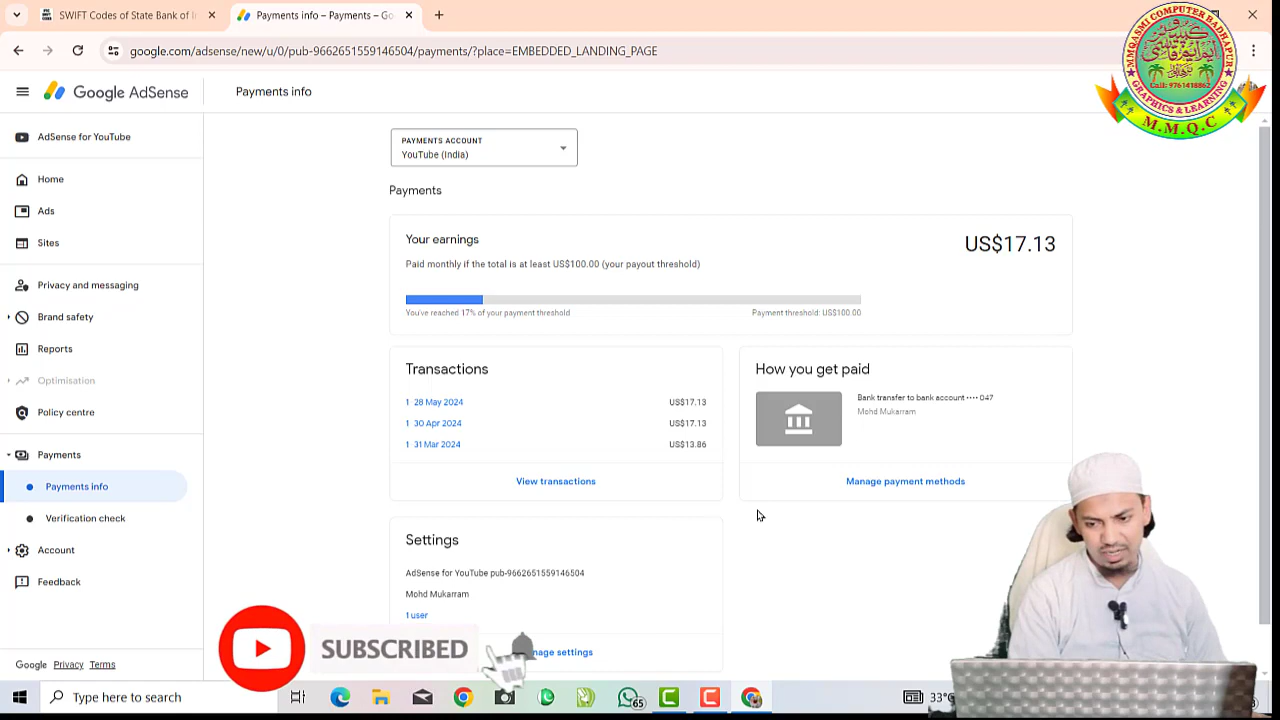 SWIFT Codes of State Bank of I
Payments info – Payments – Go
google.com/adsense/new/u/0/pub-9662651559146504/payments/?place=EMBEDDED_LANDING_PAGE
MMQASMI COMPUTER BADHAPUR
Call: 9761418862
GRAPHICS & LEARNING
M.M.Q.C
Google AdSense
Payments info
AdSense for YouTube
Home
Ads
Sites
Privacy and messaging
Brand safety
Reports
Optimisation
Policy centre
Payments
Payments info
Verification check
Account
Feedback
Google Privacy Terms
PAYMENTS ACCOUNT
YouTube (India)
Payments
Your earnings
US$17.13
Paid monthly if the total is at least US$100.00 (your payout threshold)
You've reached 17% of your payment threshold
Payment threshold: US$100.00
Transactions
1 28 May 2024 US$17.13
1 30 Apr 2024 US$17.13
1 31 Mar 2024 US$13.86
View transactions
How you get paid
Bank transfer to bank account •••• 047
Mohd Mukarram
Manage payment methods
Settings
AdSense for YouTube pub-9662651559146504
Mohd Mukarram
1 user
settings
SUBSCRIBED
Type here to search
65
33°